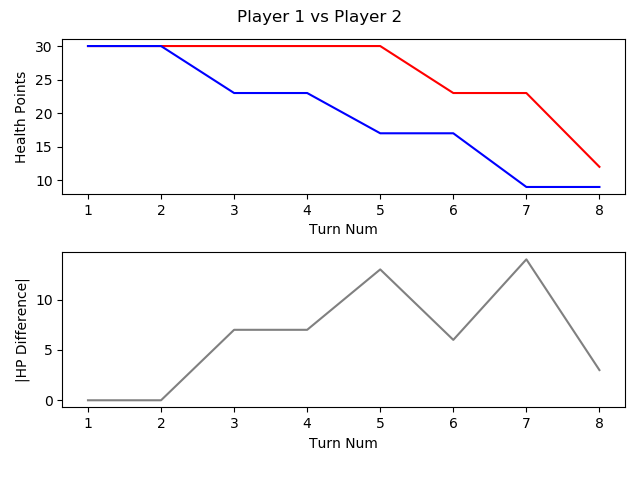 Player 1 vs Player 2
30
25
20
15
10
Health Points
1 2 3 4 5 6 7 8
Turn Num
10
5
0
|HP Difference|
1 2 3 4 5 6 7 8
Turn Num